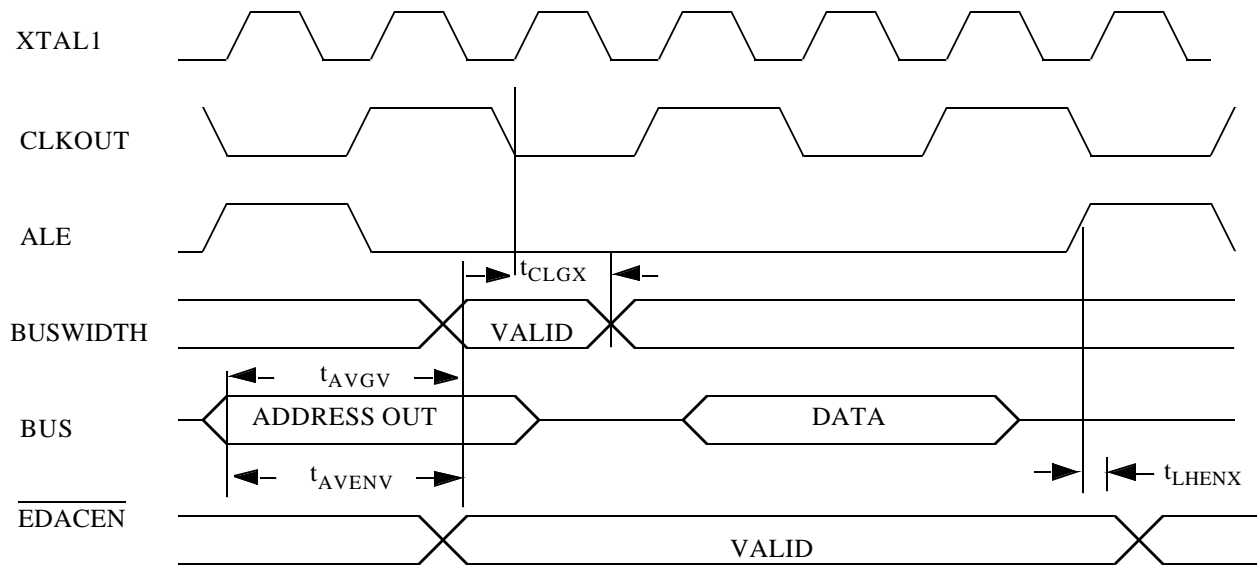 XTAL1
CLKOUT
ALE
tCLGX
BUSWIDTH
VALID
tAVGV
BUS
ADDRESS OUT
DATA
tAVENV
tLHENX
EDACEN
VALID